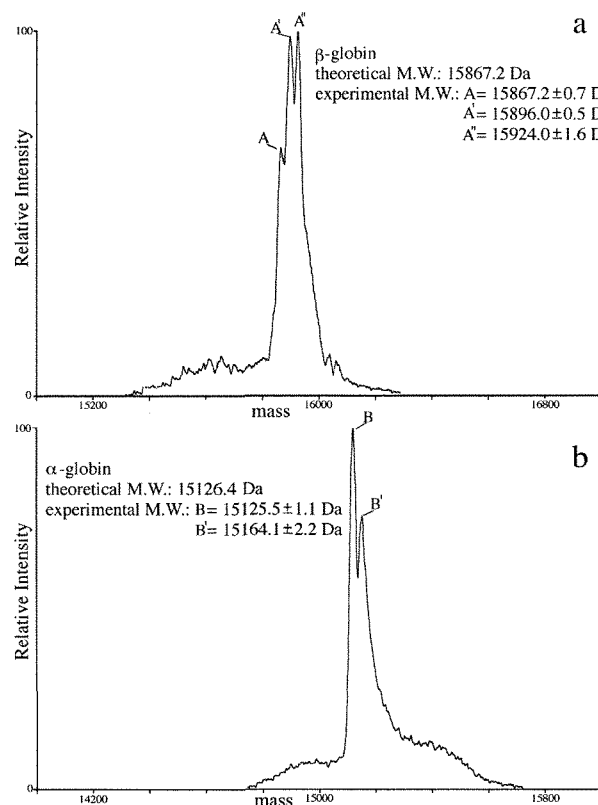 a
100
A' A"
A
β-globin
theoretical M.W.: 15867.2 Da
experimental M.W.: A= 15867.2±0.7 D
A'= 15896.0±0.5 D
A"= 15924.0±1.6 D
Relative Intensity
0
15200 16000 16800
mass
b
100
B
B'
α-globin
theoretical M.W.: 15126.4 Da
experimental M.W.: B= 15125.5±1.1 Da
B'= 15164.1±2.2 Da
Relative Intensity
0
14200 15000 15800
mass